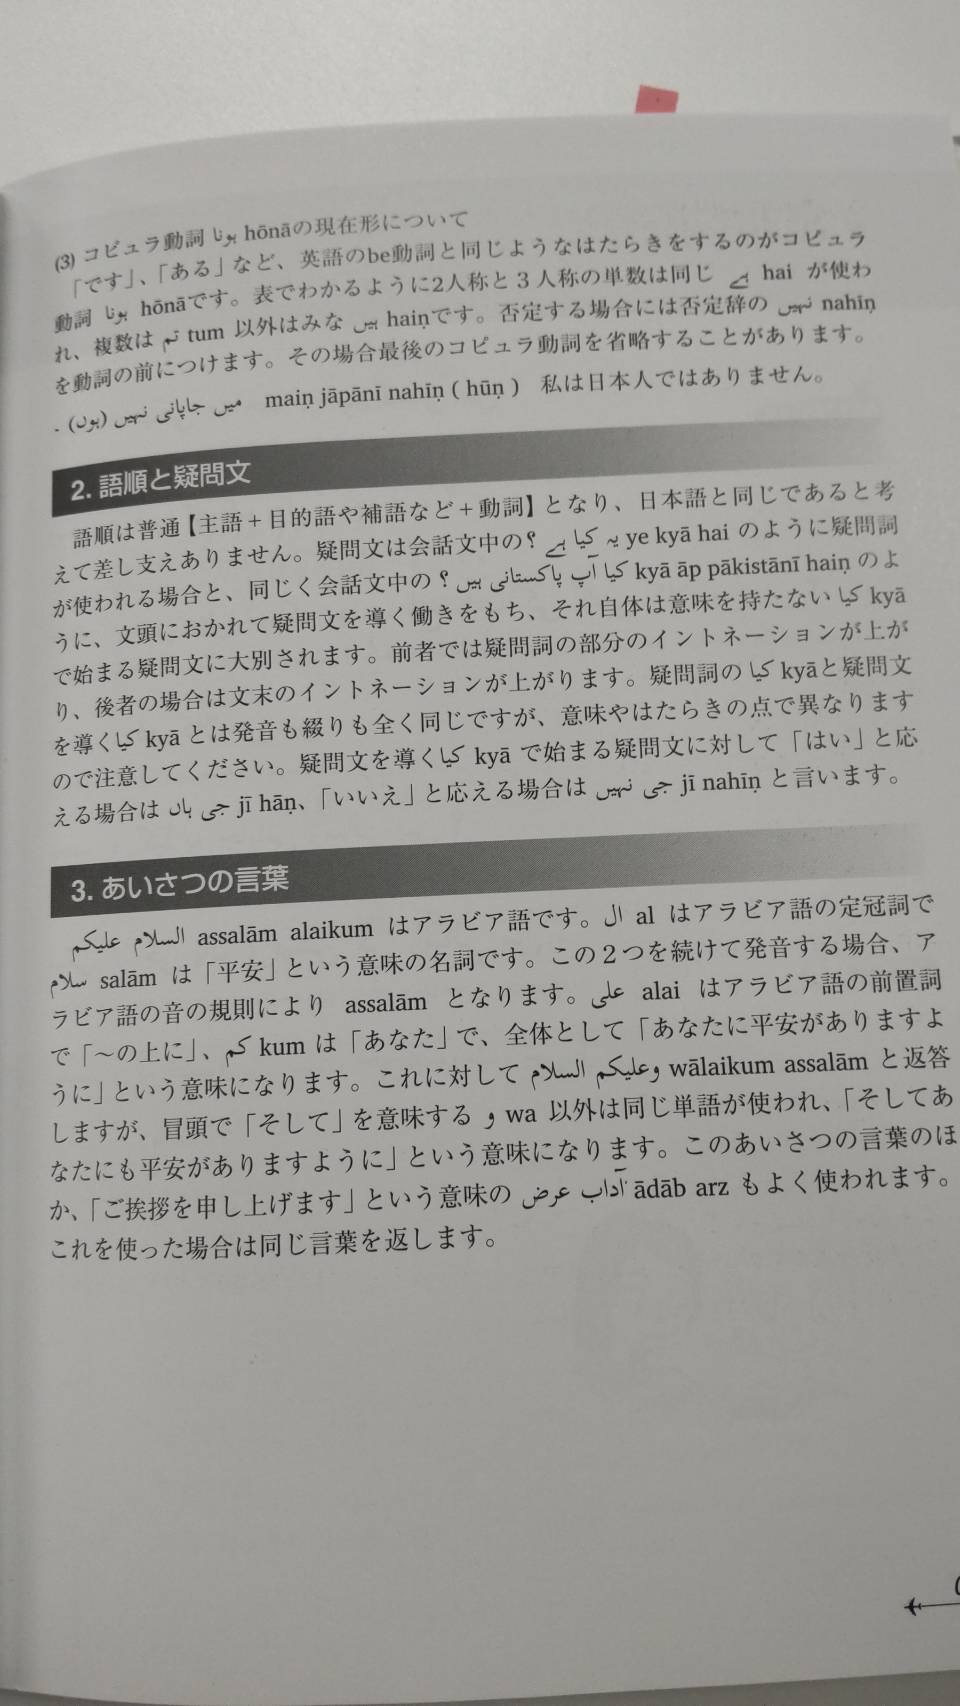 (3) コピュラ動詞 ہونا hōnāの現在形について
「です」、「ある」など、英語のbe動詞と同じようなはたらきをするのがコピュラ
動詞 ہونا hōnāです。表でわかるように2人称と3人称の単数は同じ ہے hai が使わ
れ、複数は تم tum 以外はみな ہیں haiṇです。否定する場合には否定辞の نہیں nahīṇ
を動詞の前につけます。その場合最後のコピュラ動詞を省略することがあります。
میں جاپانی نہیں (ہوں) ۔ maiṇ jāpānī nahīṇ ( hūṇ ) 私は日本人ではありません。
2. 語順と疑問文
語順は普通【主語+目的語や補語など+動詞】となり、日本語と同じであると考
えて差し支えありません。疑問文は会話文中の یہ کیا ہے؟ ye kyā hai のように疑問詞
が使われる場合と、同じく会話文中の کیا آپ پاکستانی ہیں؟ kyā āp pākistānī haiṇ のよ
うに、文頭におかれて疑問文を導く働きをもち、それ自体は意味を持たない کیا kyā
で始まる疑問文に大別されます。前者では疑問詞の部分のイントネーションが上が
り、後者の場合は文末のイントネーションが上がります。疑問詞の کیا kyāと疑問文
を導く کیا kyā とは発音も綴りも全く同じですが、意味やはたらきの点で異なります
ので注意してください。疑問文を導く کیا kyā で始まる疑問文に対して「はい」と応
える場合は جی ہاں jī hāṇ、「いいえ」と応える場合は جی نہیں jī nahīṇ と言います。
3. あいさつの言葉
السلام علیکم assalām alaikum はアラビア語です。ال al はアラビア語の定冠詞で
سلام salām は「平安」という意味の名詞です。この2つを続けて発音する場合、ア
ラビア語の音の規則により assalām となります。علی alai はアラビア語の前置詞
で「〜の上に」、کم kum は「あなた」で、全体として「あなたに平安がありますよ
うに」という意味になります。これに対して وعلیکم السلام wālaikum assalām と返答
しますが、冒頭で「そして」を意味する و wa 以外は同じ単語が使われ、「そしてあ
なたにも平安がありますように」という意味になります。このあいさつの言葉のほ
か、「ご挨拶を申し上げます」という意味の آداب عرض ādāb arz もよく使われます。
これを使った場合は同じ言葉を返します。